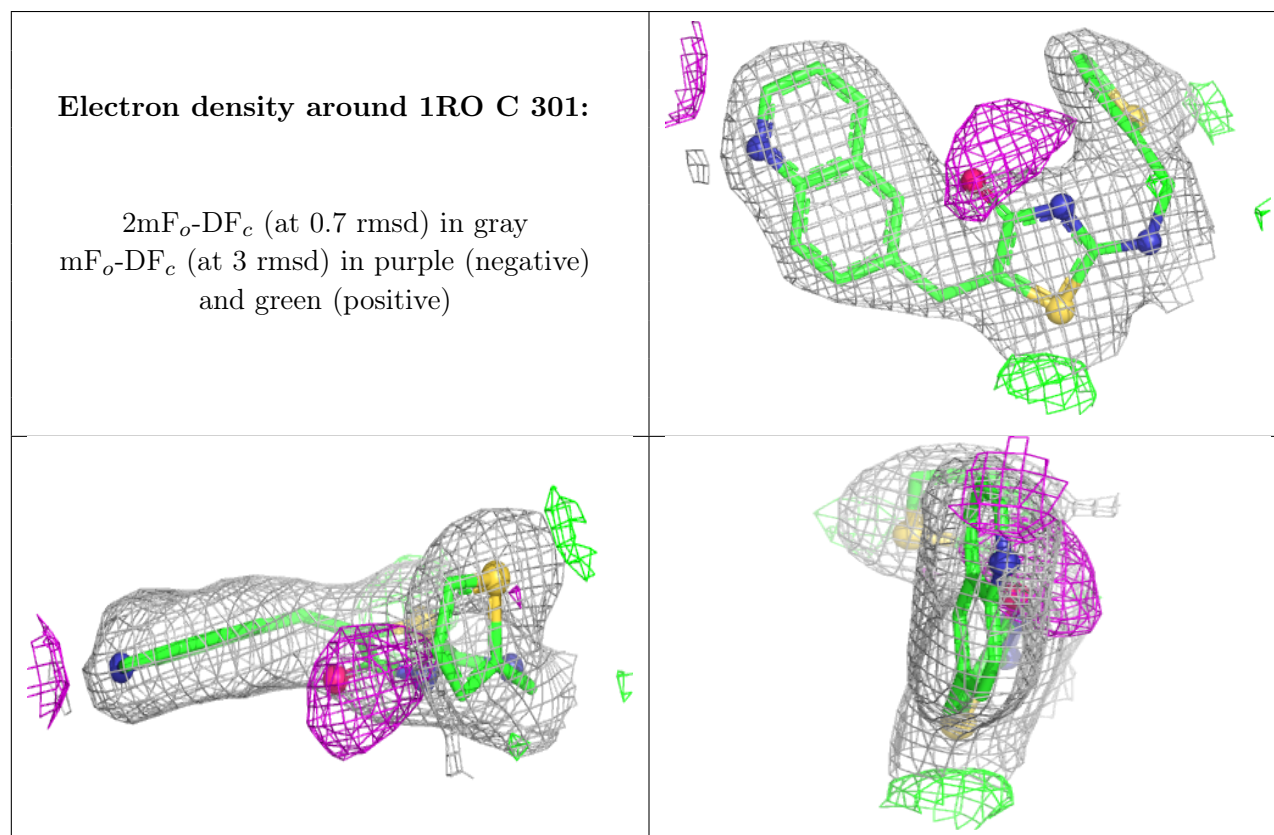 Electron density around 1RO C 301:
2mFₒ-DF𝒸 (at 0.7 rmsd) in gray
mFₒ-DF𝒸 (at 3 rmsd) in purple (negative)
and green (positive)